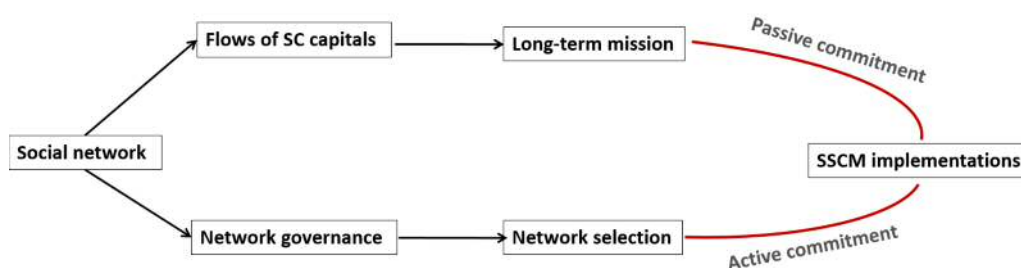 Flows of SC capitals
Long-term mission
Passive commitment
Social network
SSCM implementations
Network governance
Network selection
Active commitment